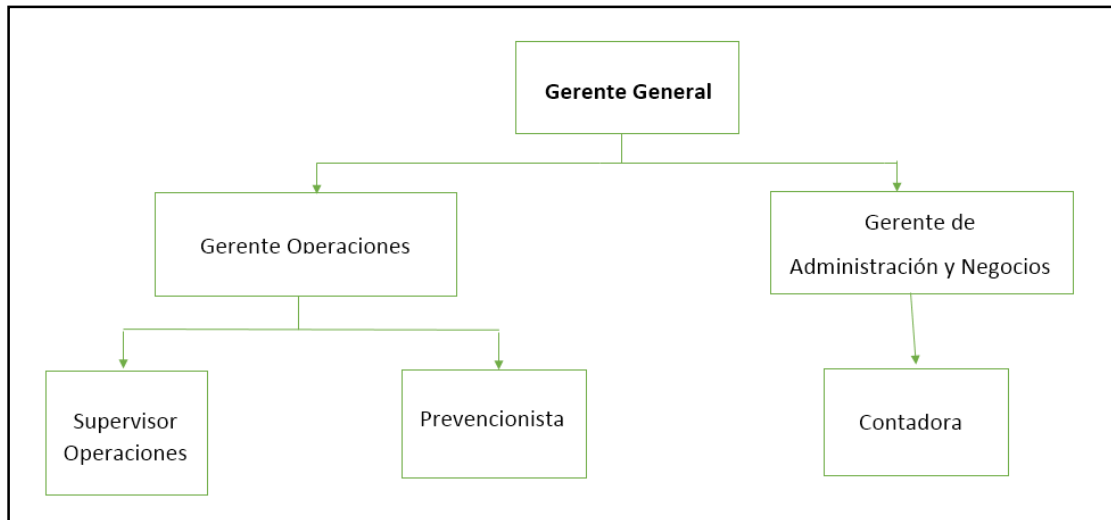 Gerente General
Gerente Operaciones
Gerente de
Administración y Negocios
Supervisor
Operaciones
Prevencionista
Contadora